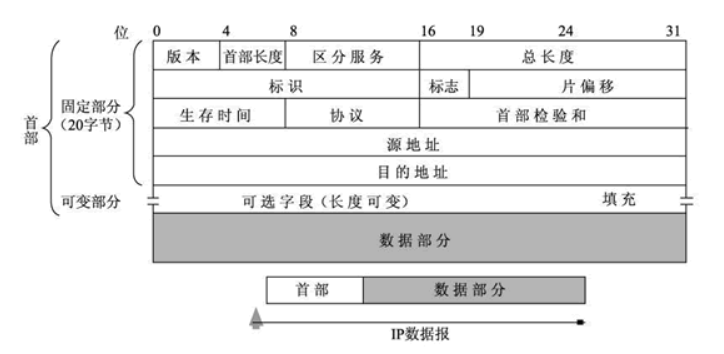 位 0 4 8 16 19 24 31
版本 首部长度 区分服务 总长度
标识 标志 片偏移
生存时间 协议 首部检验和
源地址
目的地址
可选字段（长度可变） 填充
数据部分
首部
固定部分
（20字节）
可变部分
首部 数据部分
IP数据报